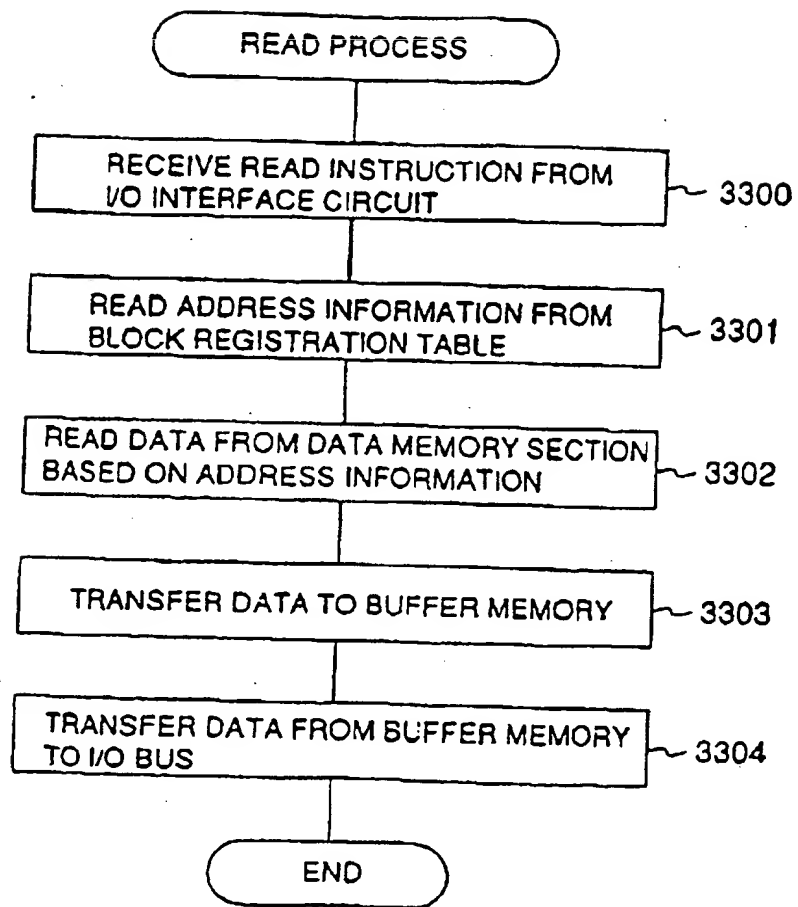 READ PROCESS
RECEIVE READ INSTRUCTION FROM
I/O INTERFACE CIRCUIT
3300
READ ADDRESS INFORMATION FROM
BLOCK REGISTRATION TABLE
3301
READ DATA FROM DATA MEMORY SECTION
BASED ON ADDRESS INFORMATION
3302
TRANSFER DATA TO BUFFER MEMORY
3303
TRANSFER DATA FROM BUFFER MEMORY
TO I/O BUS
3304
END